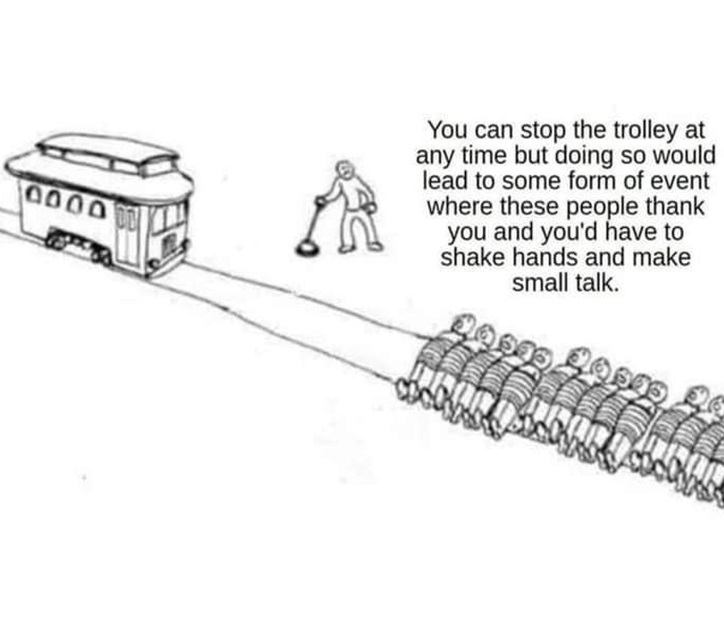 You can stop the trolley at
any time but doing so would
lead to some form of event
where these people thank
you and you'd have to
shake hands and make
small talk.